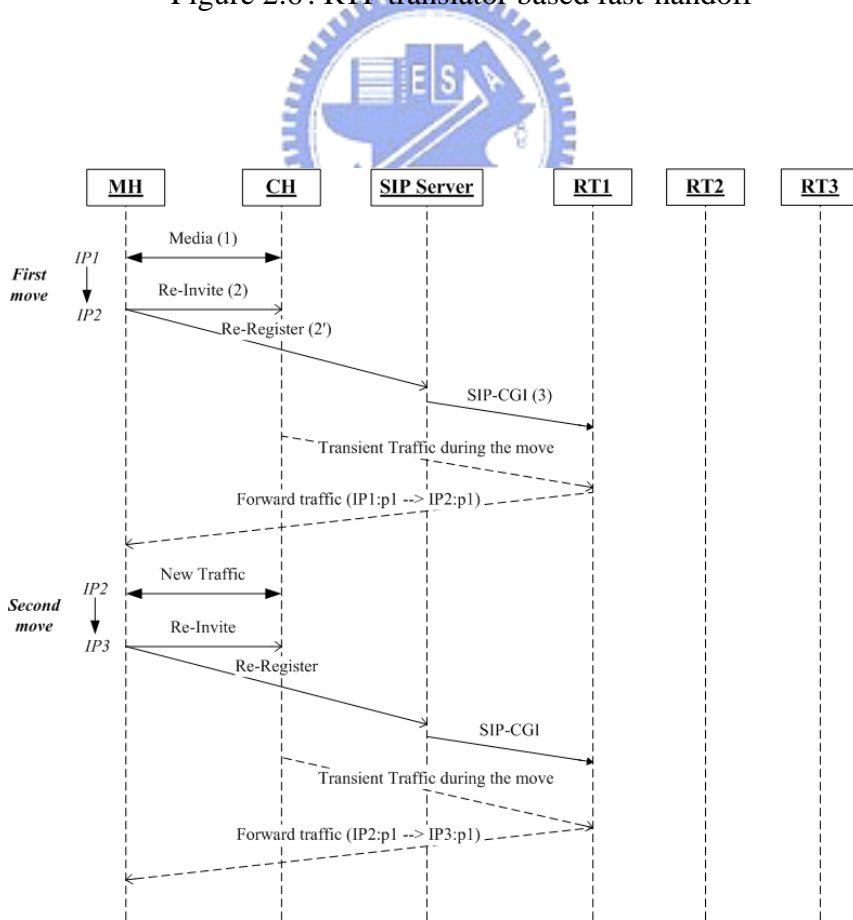 Figure 2.6: RTP translator based fast-handoff
ESA
MH CH SIP Server RT1 RT2 RT3
Media (1)
IP1
First
move
Re-Invite (2)
IP2
Re-Register (2')
SIP-CGI (3)
Transient Traffic during the move
Forward traffic (IP1:p1 --> IP2:p1)
New Traffic
IP2
Second
move
Re-Invite
IP3
Re-Register
SIP-CGI
Transient Traffic during the move
Forward traffic (IP2:p1 --> IP3:p1)